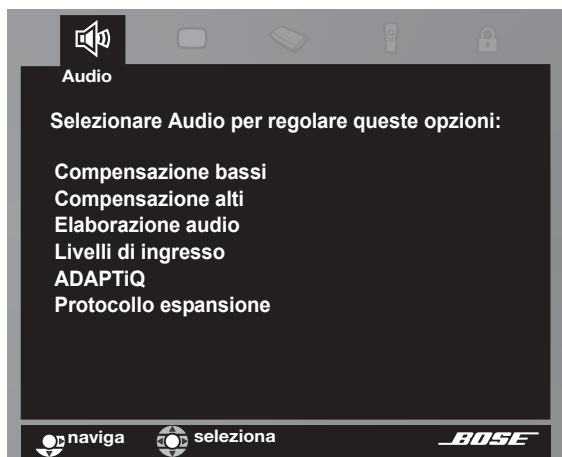 Audio
Selezionare Audio per regolare queste opzioni:
Compensazione bassi
Compensazione alti
Elaborazione audio
Livelli di ingresso
ADAPTiQ
Protocollo espansione
naviga seleziona BOSE